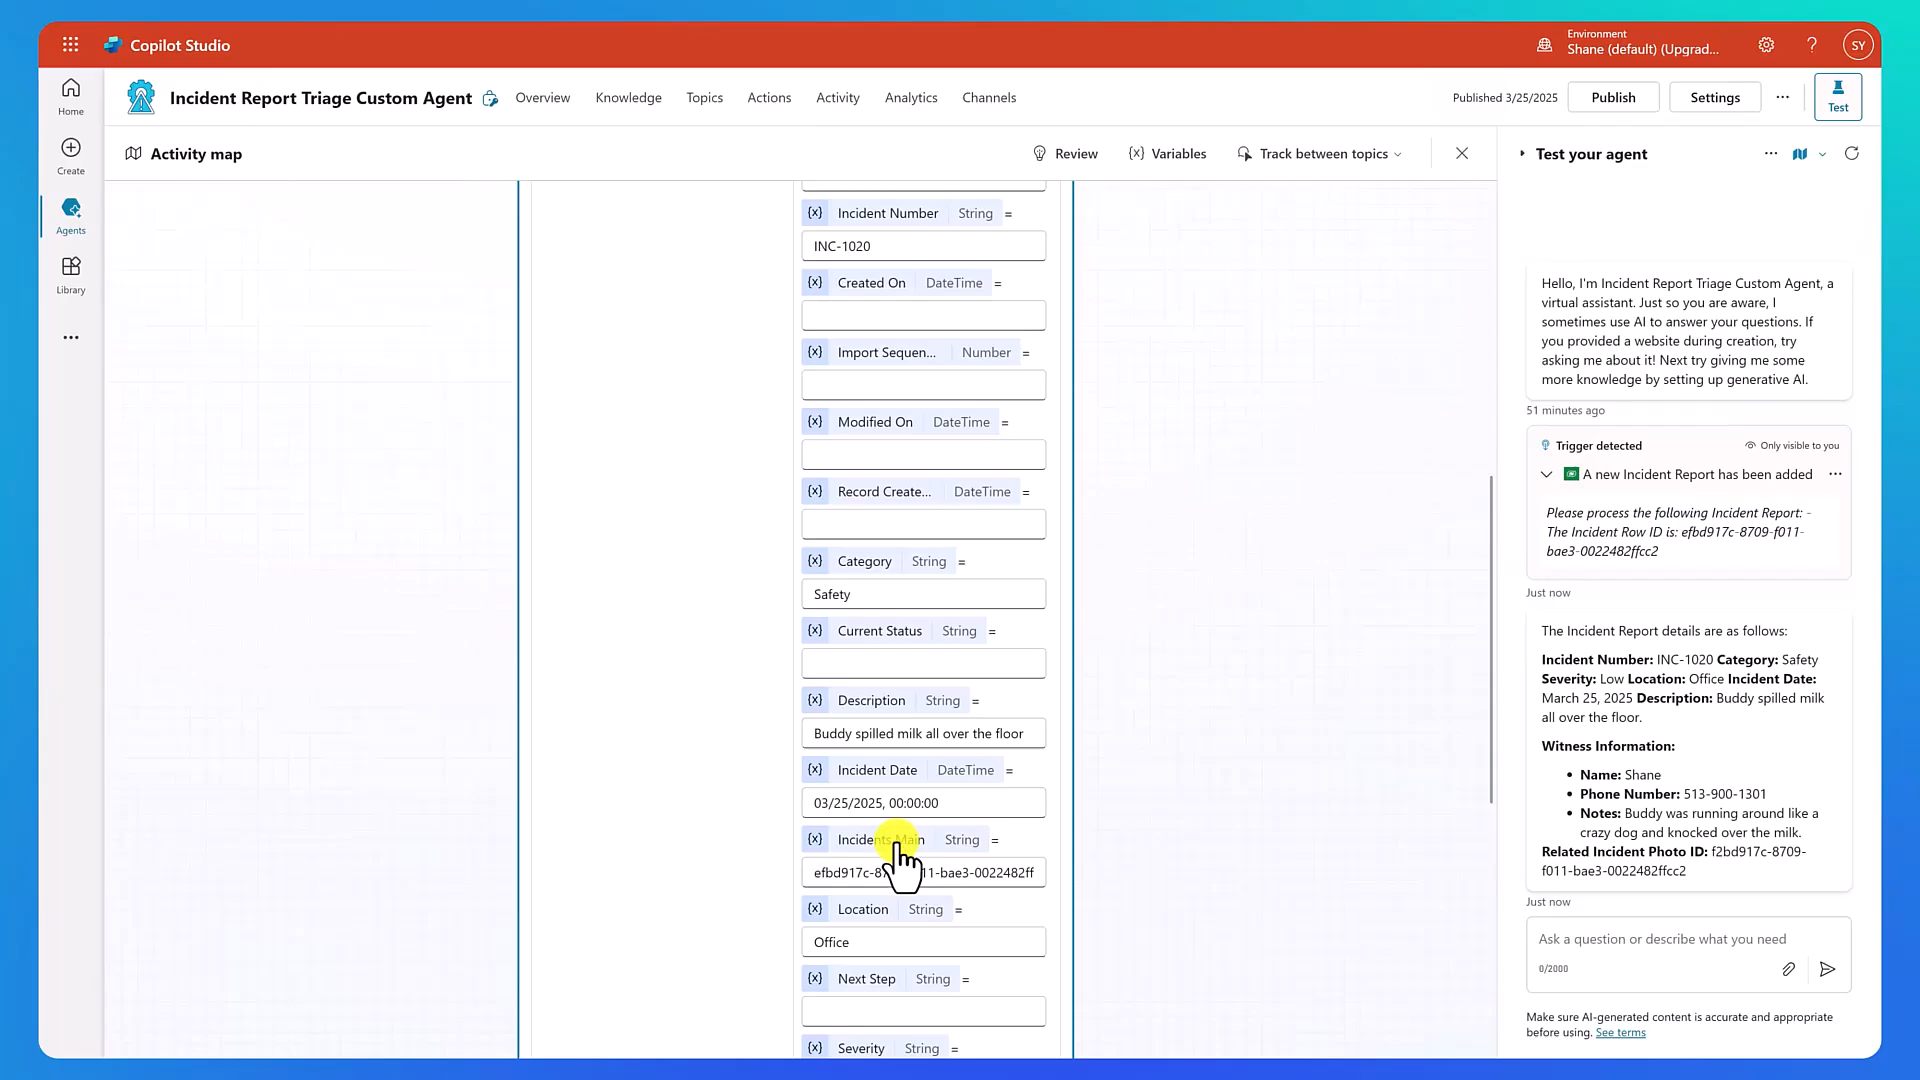 Copilot Studio
Environment
Shane (default) (Upgrad...
?
SY
Home
Create
Agents
Library
Incident Report Triage Custom Agent
Overview
Knowledge
Topics
Actions
Activity
Analytics
Channels
Published 3/25/2025
Publish
Settings
Test
Activity map
Review
{x} Variables
Track between topics
{x} Incident Number String =
INC-1020
{x} Created On DateTime =
{x} Import Sequen... Number =
{x} Modified On DateTime =
{x} Record Create... DateTime =
{x} Category String =
Safety
{x} Current Status String =
{x} Description String =
Buddy spilled milk all over the floor
{x} Incident Date DateTime =
03/25/2025, 00:00:00
{x} Incidents Main String =
{x} Location String =
Office
{x} Next Step String =
{x} Severity String =
Test your agent
Hello, I'm Incident Report Triage Custom Agent, a
virtual assistant. Just so you are aware, I
sometimes use AI to answer your questions. If
you provided a website during creation, try
asking me about it! Next try giving me some
more knowledge by setting up generative AI.
51 minutes ago
Trigger detected
Only visible to you
A new Incident Report has been added
Please process the following Incident Report: -
The Incident Row ID is: efbd917c-8709-f011-
bae3-0022482ffcc2
Just now
The Incident Report details are as follows:
Incident Number: INC-1020 Category: Safety
Severity: Low Location: Office Incident Date:
March 25, 2025 Description: Buddy spilled milk
all over the floor.
Witness Information:
• Name: Shane
• Phone Number: 513-900-1301
• Notes: Buddy was running around like a
crazy dog and knocked over the milk.
Related Incident Photo ID: f2bd917c-8709-
f011-bae3-0022482ffcc2
Just now
Ask a question or describe what you need
0/2000
Make sure AI-generated content is accurate and appropriate
before using. See terms